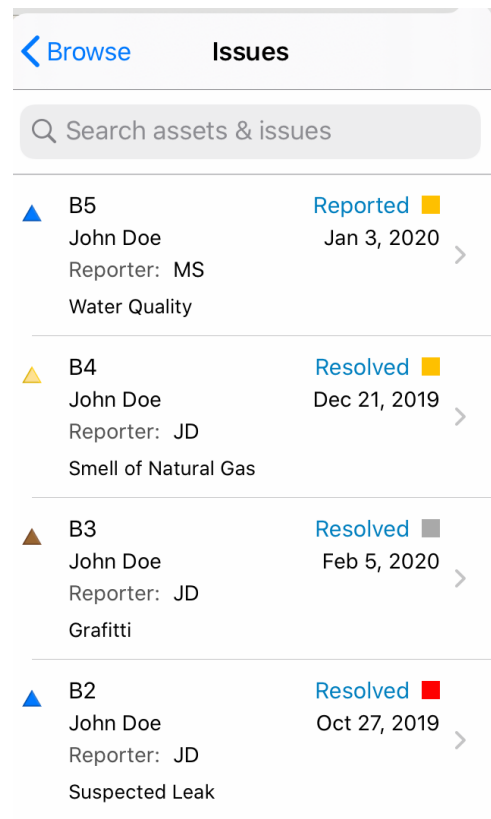 Browse Issues
Search assets & issues
B5 Reported
John Doe Jan 3, 2020
Reporter: MS
Water Quality
B4 Resolved
John Doe Dec 21, 2019
Reporter: JD
Smell of Natural Gas
B3 Resolved
John Doe Feb 5, 2020
Reporter: JD
Grafitti
B2 Resolved
John Doe Oct 27, 2019
Reporter: JD
Suspected Leak